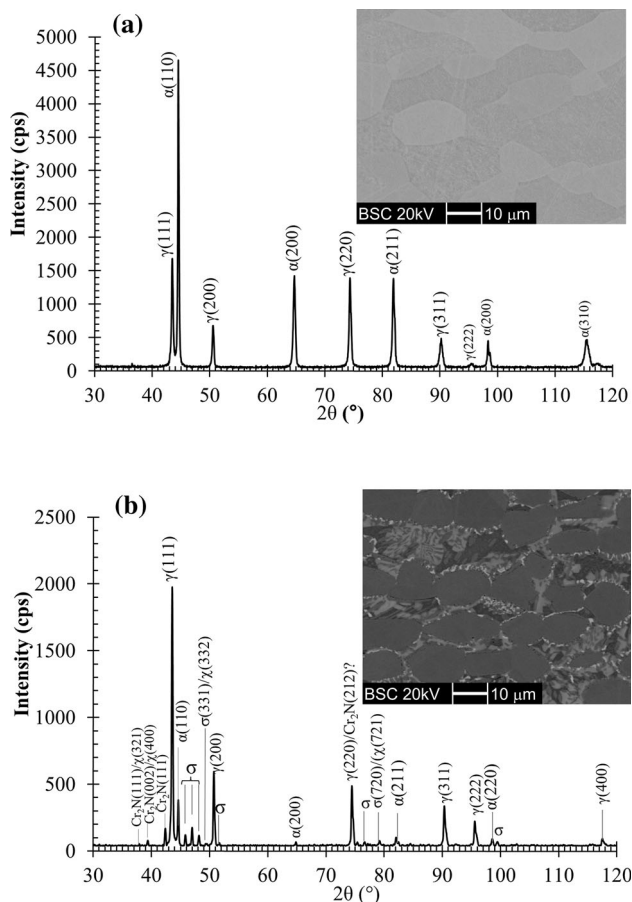 (a)
Intensity (cps)
5000
4500
4000
3500
3000
2500
2000
1500
1000
500
0
γ(111)
α(110)
γ(200)
α(200)
γ(220)
α(211)
γ(311)
γ(222)
α(200)
α(310)
BSC 20kV 10 μm
30 40 50 60 70 80 90 100 110 120
2θ (°)
(b)
Intensity (cps)
2500
2000
1500
1000
500
0
Cr₂N(111)/χ(321)
Cr₂N(002)/χ(400)
Cr₂N(111)
γ(111)
α(110)
σ
σ(331)/χ(332)
γ(200)
σ
α(200)
γ(220)/Cr₂N(212)?
σ
σ(720)/(χ(721)
α(211)
γ(311)
γ(222)
α(220)
σ
γ(400)
BSC 20kV 10 μm
30 40 50 60 70 80 90 100 110 120
2θ (°)